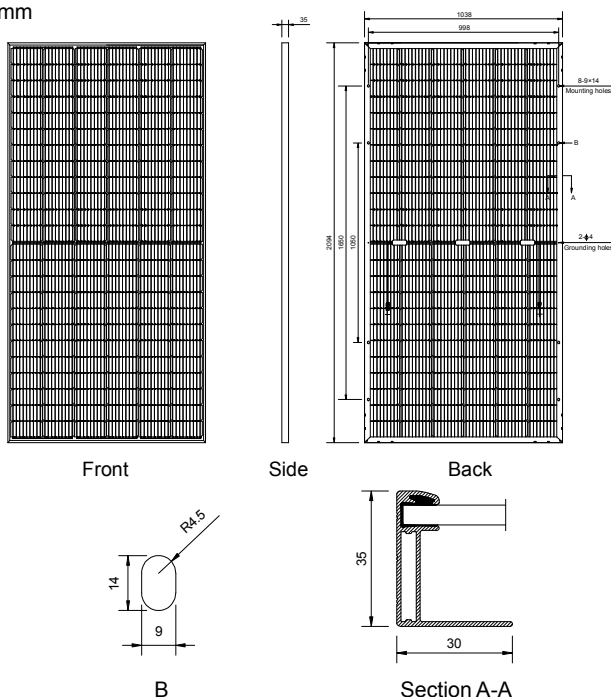 mm
35
1038
998
8-9×14
Mounting holes
B
A
A
2094
1650
1050
2-ϕ4
Grounding holes
Front
Side
Back
R4.5
14
9
35
30
B
Section A-A